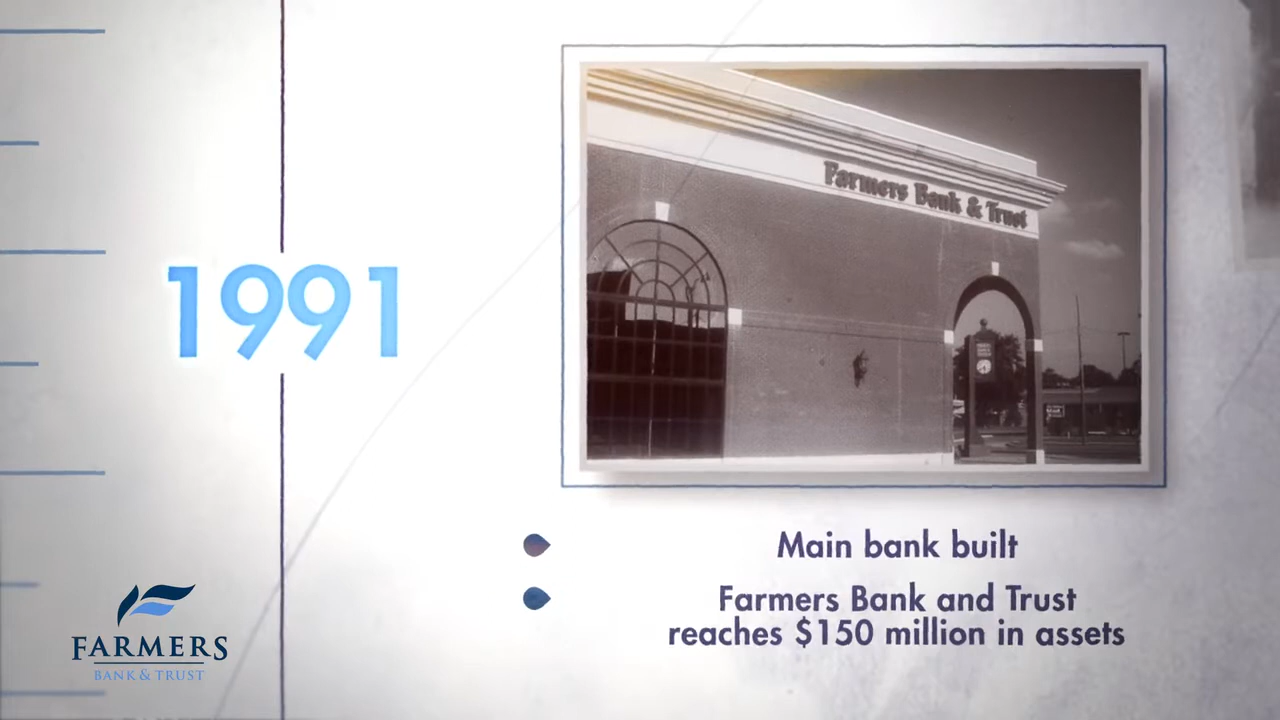 1991
Farmers Bank & Trust
Main bank built
Farmers Bank and Trust
reaches $150 million in assets
FARMERS
BANK & TRUST